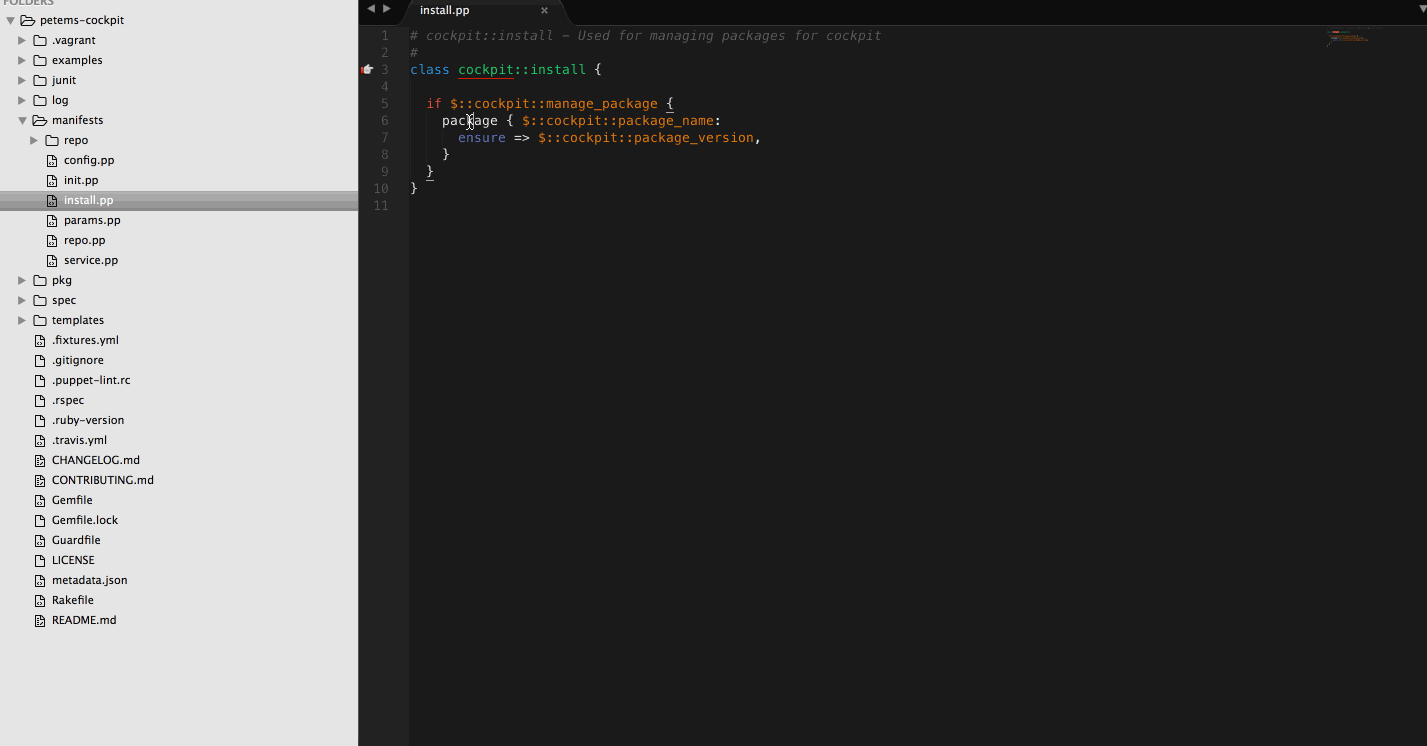 FOLDERS
petems-cockpit
.vagrant
examples
junit
log
manifests
repo
config.pp
init.pp
install.pp
params.pp
repo.pp
service.pp
pkg
spec
templates
.fixtures.yml
.gitignore
.puppet-lint.rc
.rspec
.ruby-version
.travis.yml
CHANGELOG.md
CONTRIBUTING.md
Gemfile
Gemfile.lock
Guardfile
LICENSE
metadata.json
Rakefile
README.md
install.pp ×
1 # cockpit::install - Used for managing packages for cockpit
2 #
3 class cockpit::install {
4
5 if $::cockpit::manage_package {
6 package { $::cockpit::package_name:
7 ensure => $::cockpit::package_version,
8 }
9 }
10 }
11